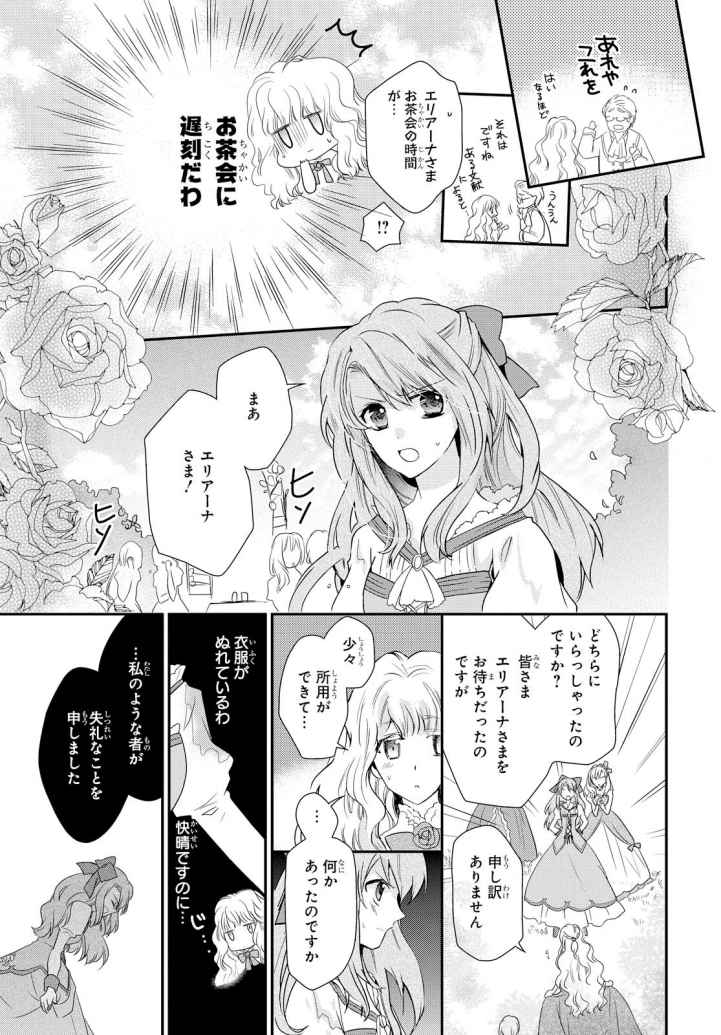 あれや
これを
はい
なるほど
うんうん
それは
ですね
ある文献
によると
エリアーナさま
お茶会の時間
が…
!?
お茶会に
遅刻だわ
まあ
エリアーナ
さま！
ヒソ
ヒソ
どちらに
いらっしゃったの
ですか？
皆さま
エリアーナさまを
お待ちだったの
ですが
申し訳
ありません
少々
所用が
できて…
…
何か
あったのですか
衣服が
ぬれているわ
快晴ですのに…
じ…
…私のような者が
失礼なことを
申しました